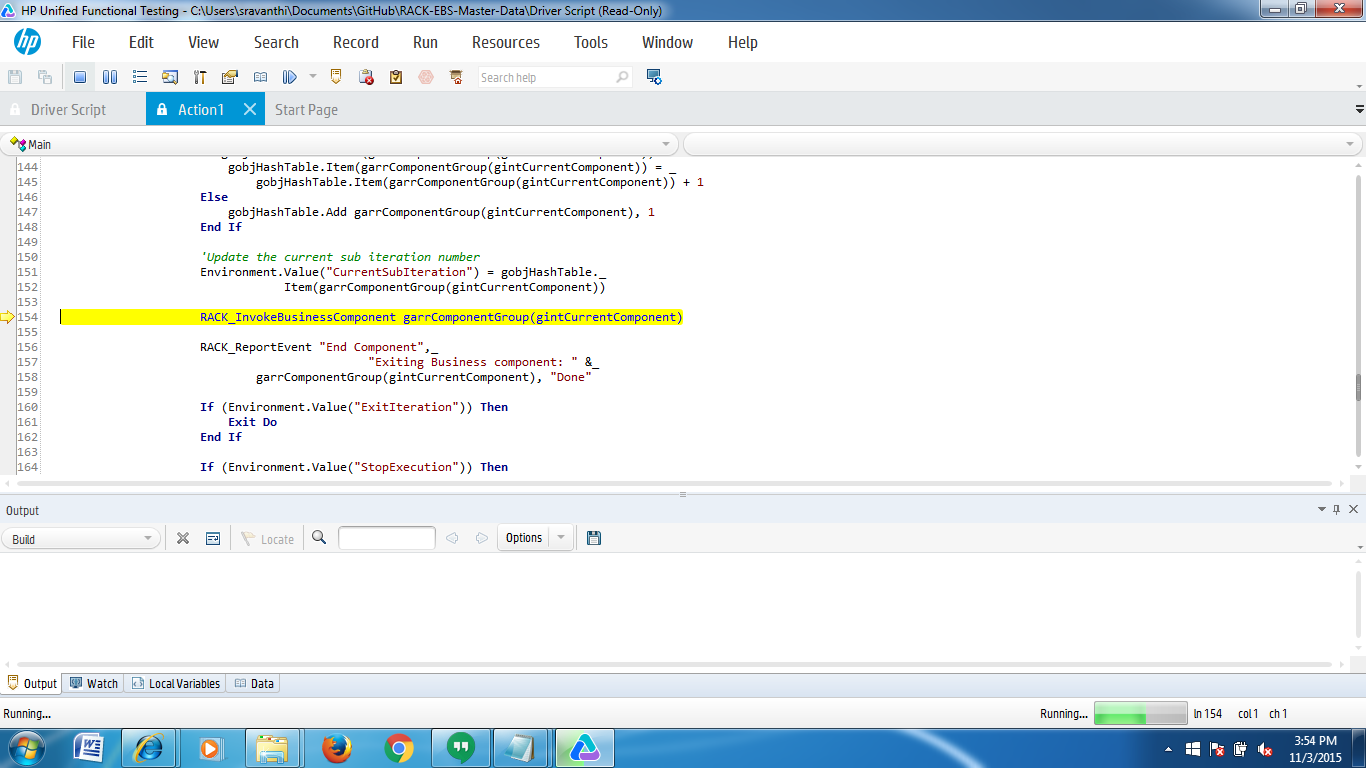 HP Unified Functional Testing - C:\Users\sravanthi\Documents\GitHub\RACK-EBS-Master-Data\Driver Script (Read-Only)
hp File Edit View Search Record Run Resources Tools Window Help
Search help
Driver Script Action1 Start Page
Main
144 gobjHashTable.Item(garrComponentGroup(gintCurrentComponent)) = _
145 gobjHashTable.Item(garrComponentGroup(gintCurrentComponent)) + 1
146 Else
147 gobjHashTable.Add garrComponentGroup(gintCurrentComponent), 1
148 End If
149
150 'Update the current sub iteration number
151 Environment.Value("CurrentSubIteration") = gobjHashTable._
152 Item(garrComponentGroup(gintCurrentComponent))
153
154 RACK_InvokeBusinessComponent garrComponentGroup(gintCurrentComponent)
155
156 RACK_ReportEvent "End Component",_
157 "Exiting Business component: " &_
158 garrComponentGroup(gintCurrentComponent), "Done"
159
160 If (Environment.Value("ExitIteration")) Then
161 Exit Do
162 End If
163
164 If (Environment.Value("StopExecution")) Then
Output
Build Locate Options
Output Watch Local Variables Data
Running... Running... ln 154 col 1 ch 1
3:54 PM
11/3/2015